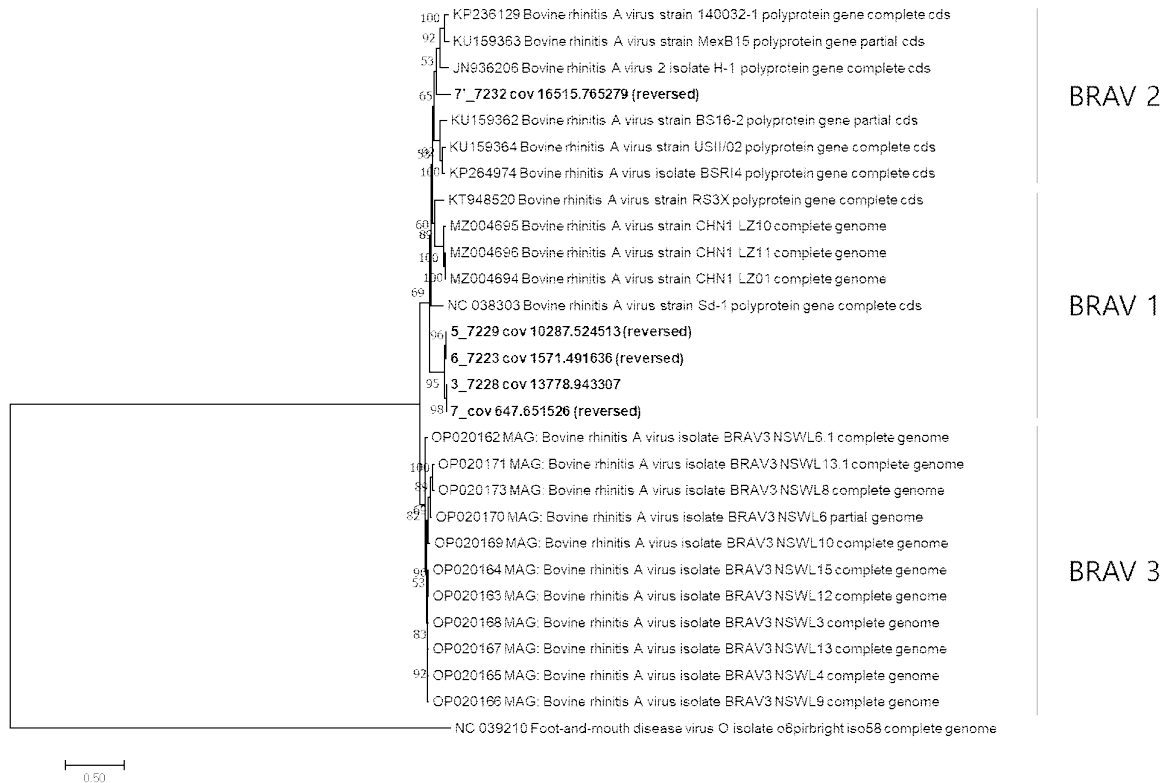 100
KP236129 Bovine rhinitis A virus strain 140032-1 polyprotein gene complete cds
92
KU159363 Bovine rhinitis A virus strain MexB15 polyprotein gene partial cds
53
JN936206 Bovine rhinitis A virus 2 isolate H-1 polyprotein gene complete cds
65
7'_7232 cov 16515.765279 (reversed)
BRAV 2
KU159362 Bovine rhinitis A virus strain BS16-2 polyprotein gene partial cds
KU159364 Bovine rhinitis A virus strain USII/02 polyprotein gene complete cds
100
KP264974 Bovine rhinitis A virus isolate BSRI4 polyprotein gene complete cds
KT948520 Bovine rhinitis A virus strain RS3X polyprotein gene complete cds
60
MZ004695 Bovine rhinitis A virus strain CHN1 LZ10 complete genome
89
100
MZ004696 Bovine rhinitis A virus strain CHN1 LZ11 complete genome
100
MZ004694 Bovine rhinitis A virus strain CHN1 LZ01 complete genome
69
NC 038303 Bovine rhinitis A virus strain Sd-1 polyprotein gene complete cds
BRAV 1
96
5_7229 cov 10287.524513 (reversed)
6_7223 cov 1571.491636 (reversed)
95
3_7228 cov 13778.943307
98
7_cov 647.651526 (reversed)
OP020162 MAG: Bovine rhinitis A virus isolate BRAV3 NSWL6.1 complete genome
100
OP020171 MAG: Bovine rhinitis A virus isolate BRAV3 NSWL13.1 complete genome
OP020173 MAG: Bovine rhinitis A virus isolate BRAV3 NSWL8 complete genome
82
OP020170 MAG: Bovine rhinitis A virus isolate BRAV3 NSWL6 partial genome
OP020169 MAG: Bovine rhinitis A virus isolate BRAV3 NSWL10 complete genome
OP020164 MAG: Bovine rhinitis A virus isolate BRAV3 NSWL15 complete genome
BRAV 3
53
OP020163 MAG: Bovine rhinitis A virus isolate BRAV3 NSWL12 complete genome
OP020168 MAG: Bovine rhinitis A virus isolate BRAV3 NSWL3 complete genome
83
OP020167 MAG: Bovine rhinitis A virus isolate BRAV3 NSWL13 complete genome
92
OP020165 MAG: Bovine rhinitis A virus isolate BRAV3 NSWL4 complete genome
OP020166 MAG: Bovine rhinitis A virus isolate BRAV3 NSWL9 complete genome
NC 039210 Foot-and-mouth disease virus O isolate o6pirbright iso58 complete genome
0.50